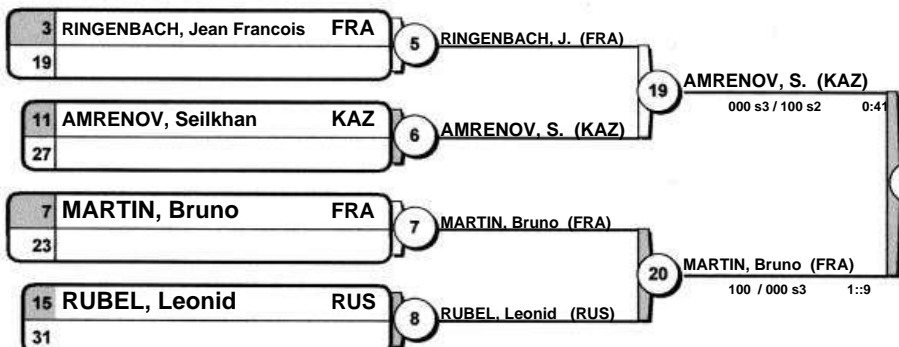 3 RINGENBACH, Jean Francois FRA
19
5
RINGENBACH, J. (FRA)
11 AMRENOV, Seilkhan KAZ
27
6
AMRENOV, S. (KAZ)
19
AMRENOV, S. (KAZ)
000 s3 / 100 s2 0:41
7 MARTIN, Bruno FRA
23
7
MARTIN, Bruno (FRA)
15 RUBEL, Leonid RUS
31
8
RUBEL, Leonid (RUS)
20
MARTIN, Bruno (FRA)
100 / 000 s3 1::9